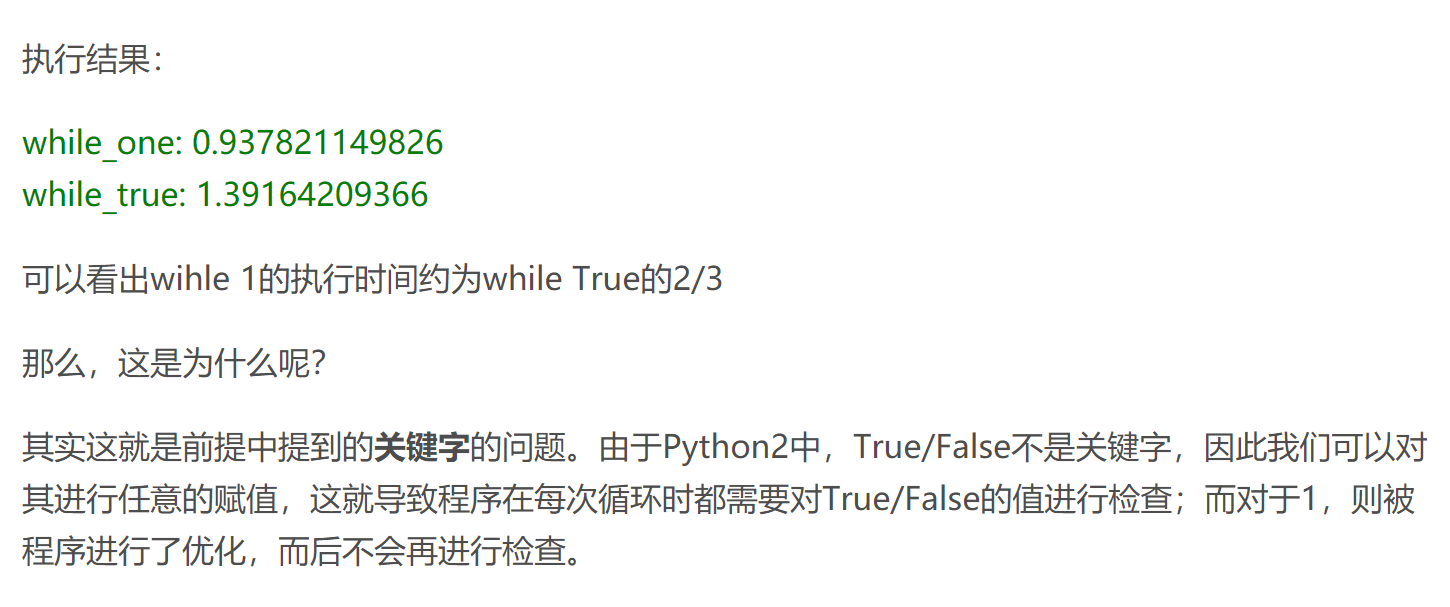 执行结果：
while_one: 0.937821149826
while_true: 1.39164209366
可以看出wihle 1的执行时间约为while True的2/3
那么，这是为什么呢？
其实这就是前提中提到的关键字的问题。由于Python2中，True/False不是关键字，因此我们可以对
其进行任意的赋值，这就导致程序在每次循环时都需要对True/False的值进行检查；而对于1，则被
程序进行了优化，而后不会再进行检查。